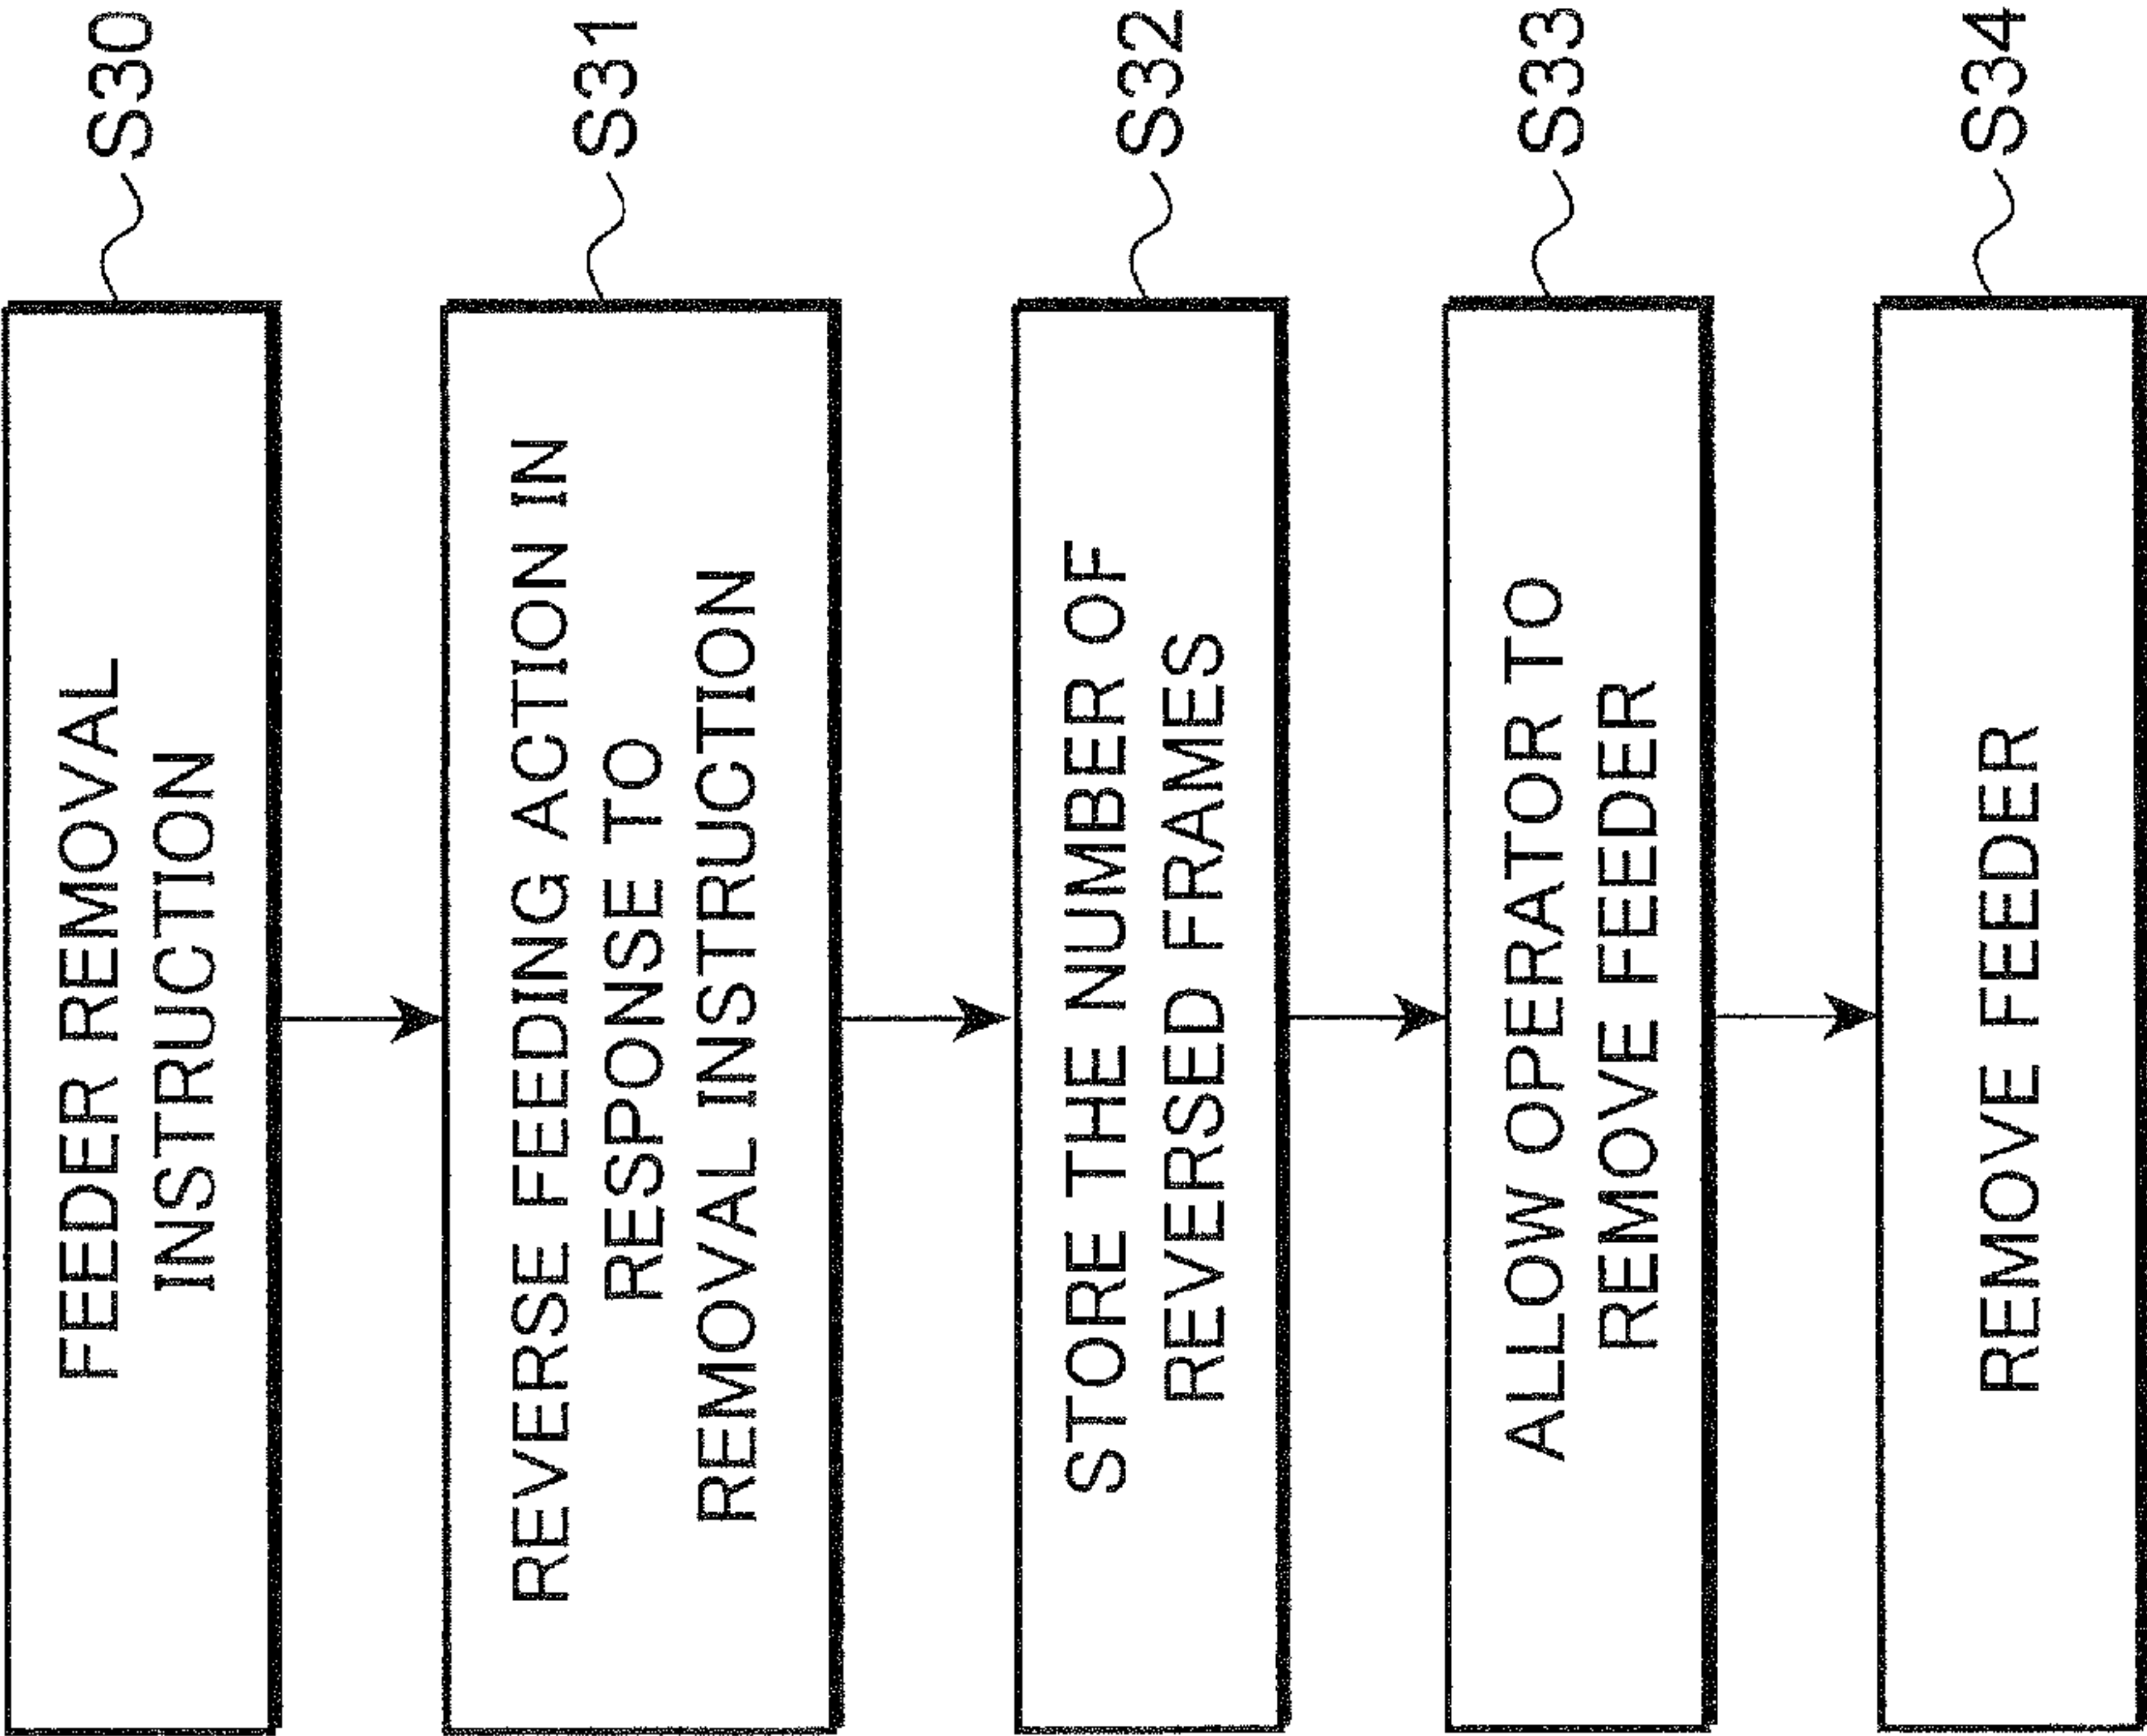 FEEDER REMOVAL
INSTRUCTION
S30
REVERSE FEEDING ACTION IN
RESPONSE TO
REMOVAL INSTRUCTION
S31
STORE THE NUMBER OF
REVERSED FRAMES
S32
ALLOW OPERATOR TO
REMOVE FEEDER
S33
REMOVE FEEDER
S34